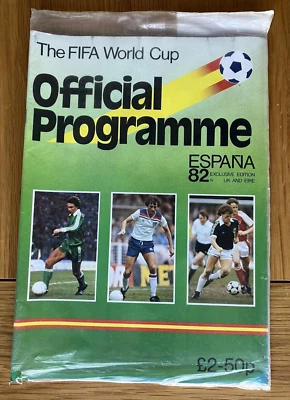 The FIFA World Cup
Official
Programme
ESPAÑA
82 EXCLUSIVE EDITION
UK AND EIRE
£2-50p